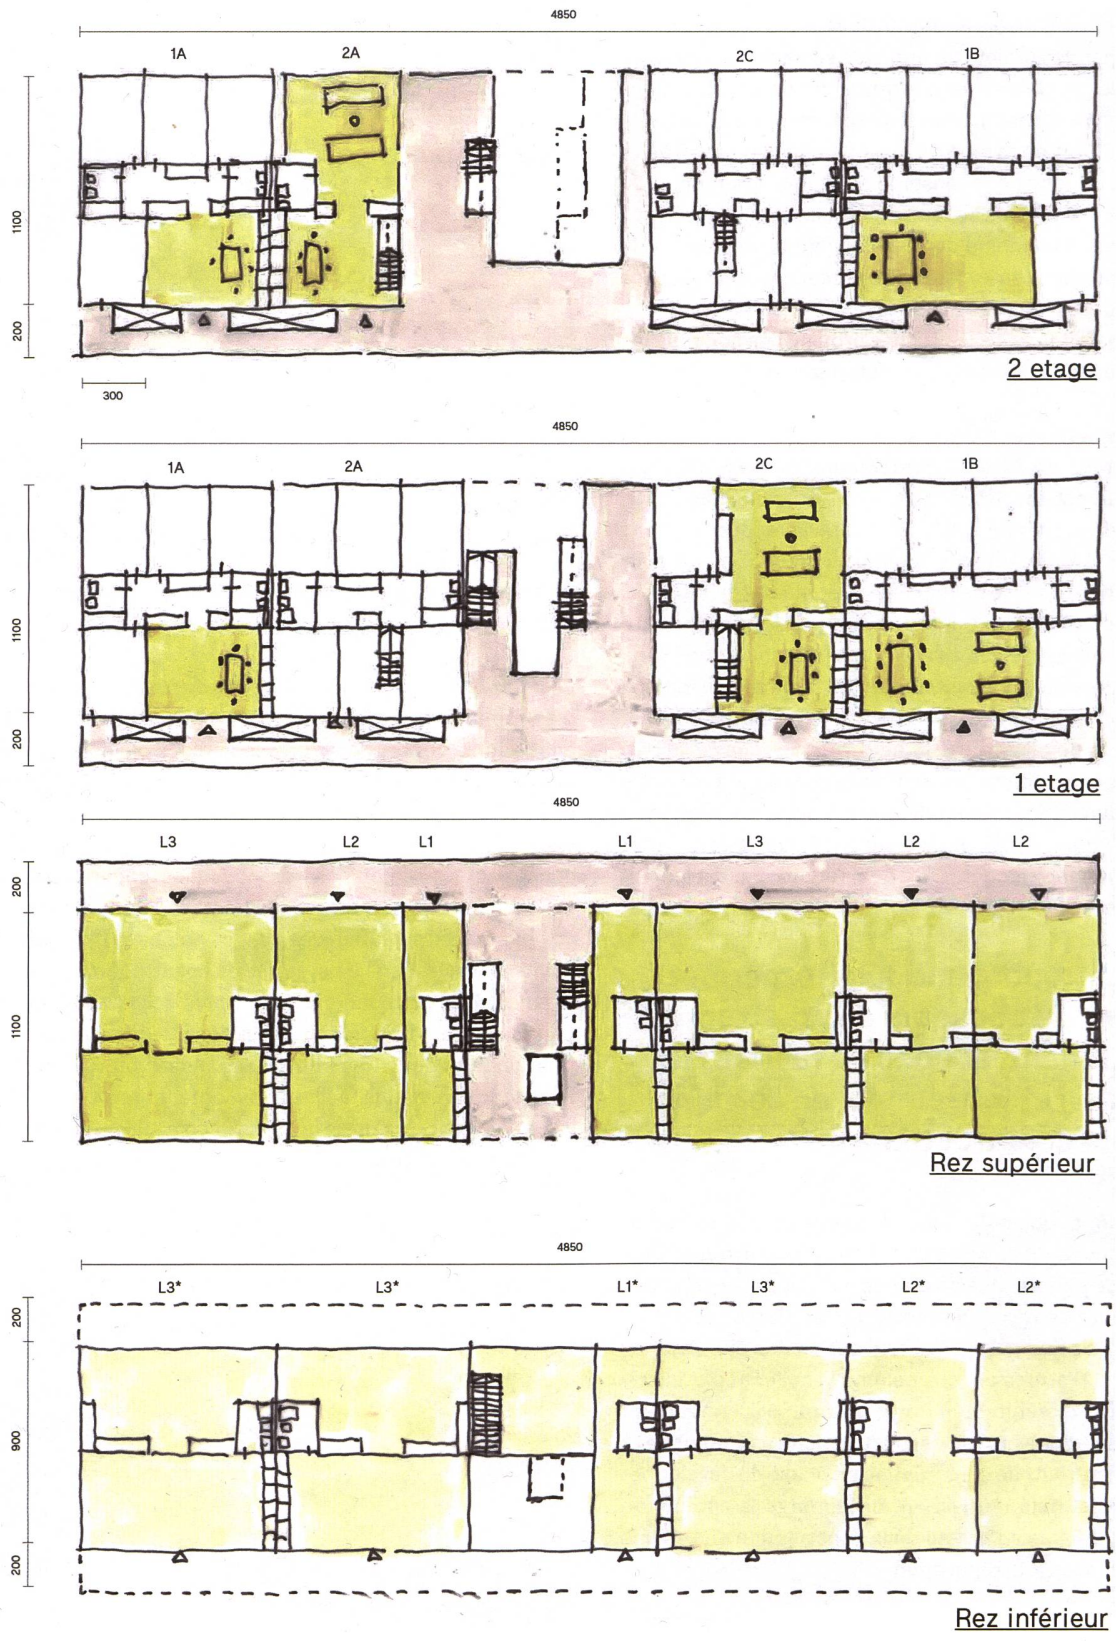 4850
1A 2A 2C 1B
1100
200
2 etage
300
4850
1A 2A 2C 1B
1100
200
1 etage
4850
L3 L2 L1 L1 L3 L2 L2
200
1100
Rez supérieur
4850
L3* L3* L1* L3* L2* L2*
200
900
200
Rez inférieur